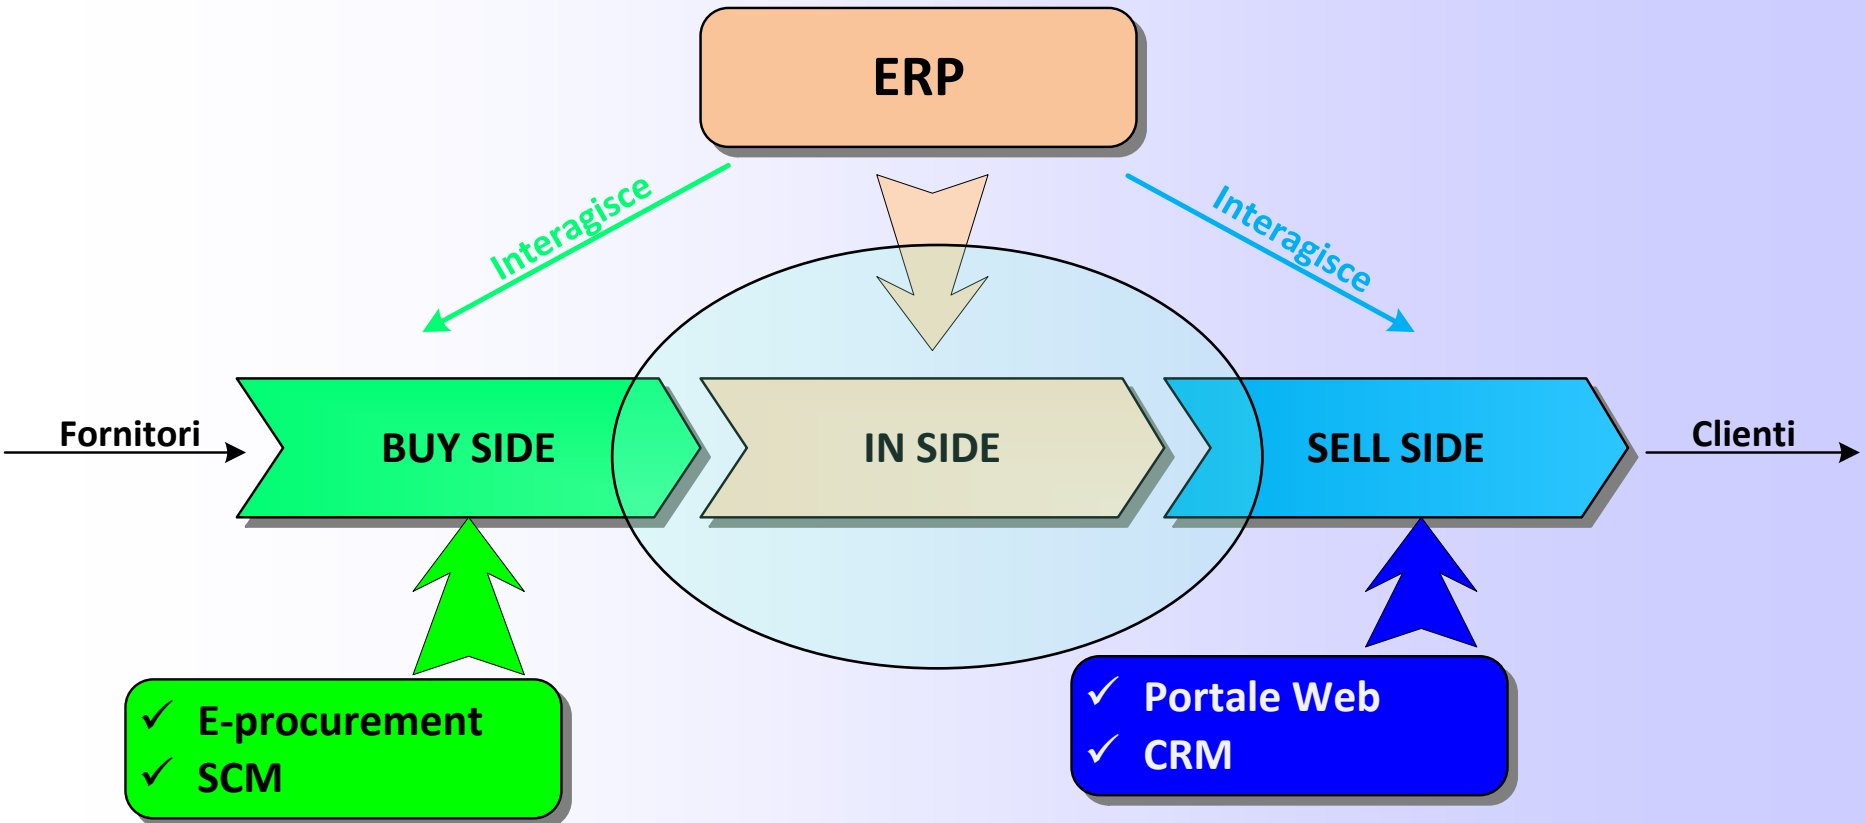 ERP
Interagisce
Interagisce
Fornitori
BUY SIDE
IN SIDE
SELL SIDE
Clienti
✓ E-procurement
✓ SCM
✓ Portale Web
✓ CRM